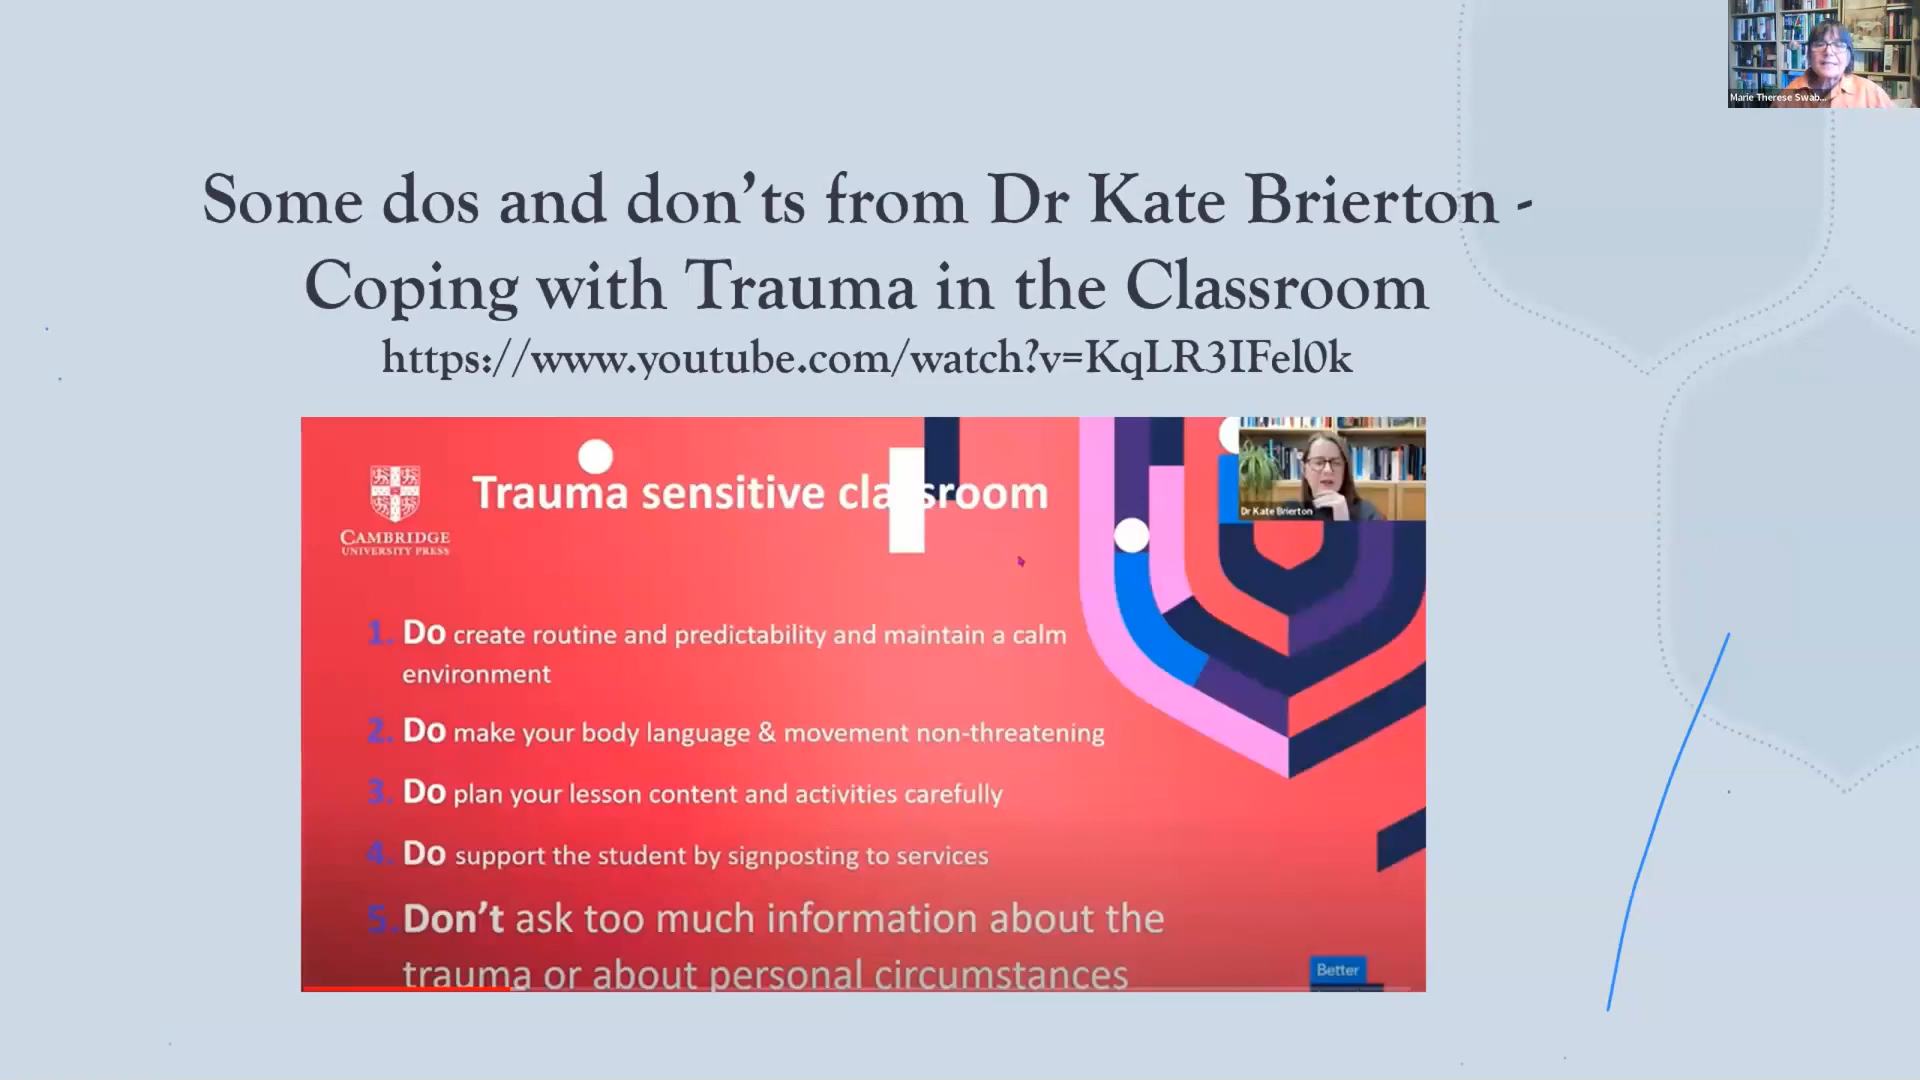 Marie Therese Swab...
Some dos and don’ts from Dr Kate Brierton -
Coping with Trauma in the Classroom
https://www.youtube.com/watch?v=KqLR3IFel0k
CAMBRIDGE
UNIVERSITY PRESS
Trauma sensitive classroom
Dr Kate Brierton
1. Do create routine and predictability and maintain a calm
environment
2. Do make your body language & movement non-threatening
3. Do plan your lesson content and activities carefully
4. Do support the student by signposting to services
5. Don’t ask too much information about the
trauma or about personal circumstances
Better